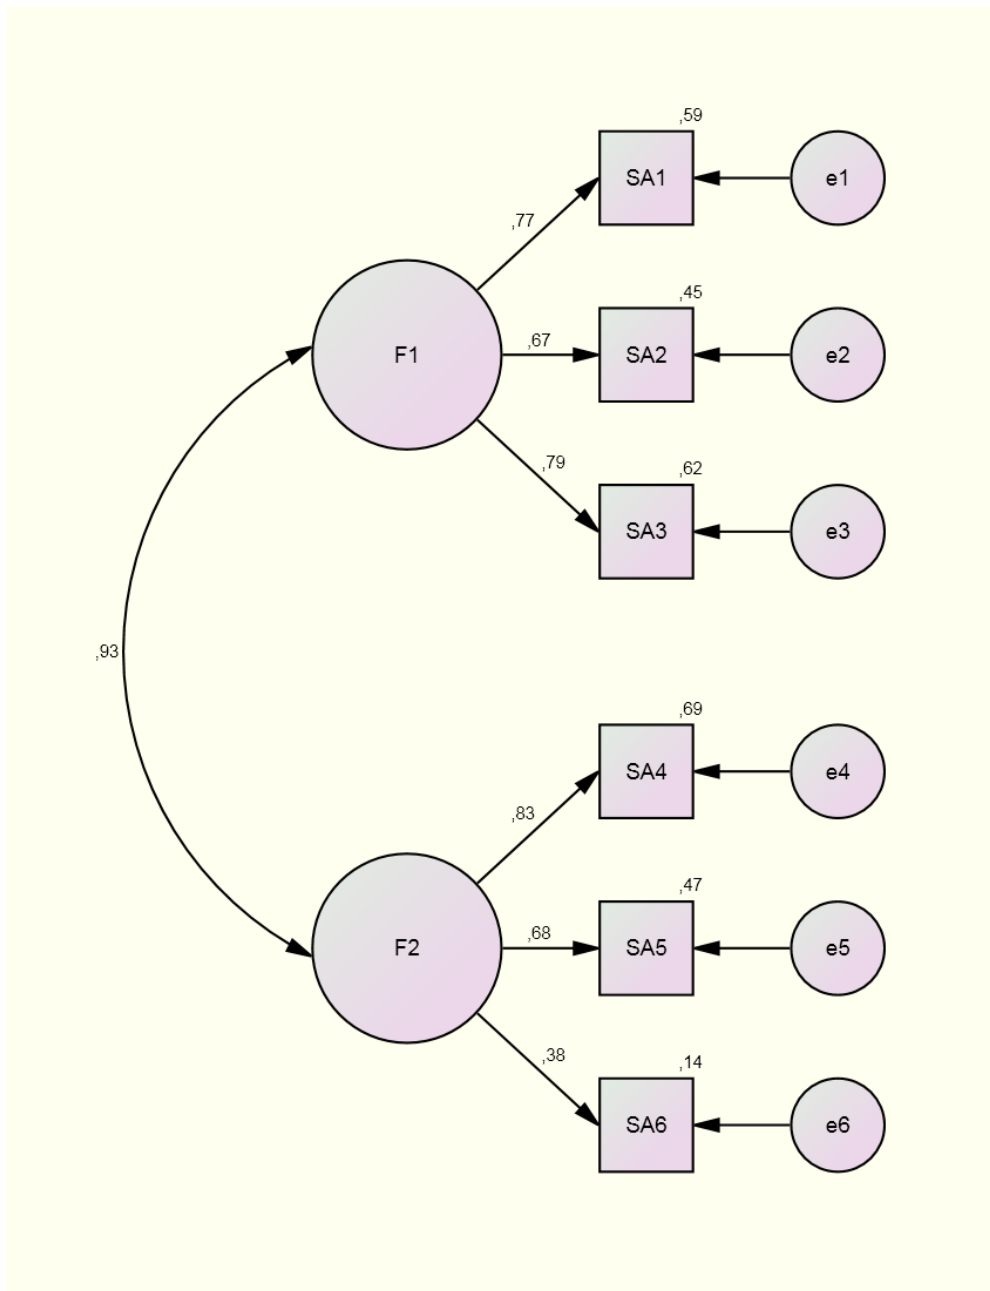 ,59
SA1
e1
,77
,45
F1
,67
SA2
e2
,79
,62
SA3
e3
,93
,69
SA4
e4
,83
,47
F2
,68
SA5
e5
,38
,14
SA6
e6